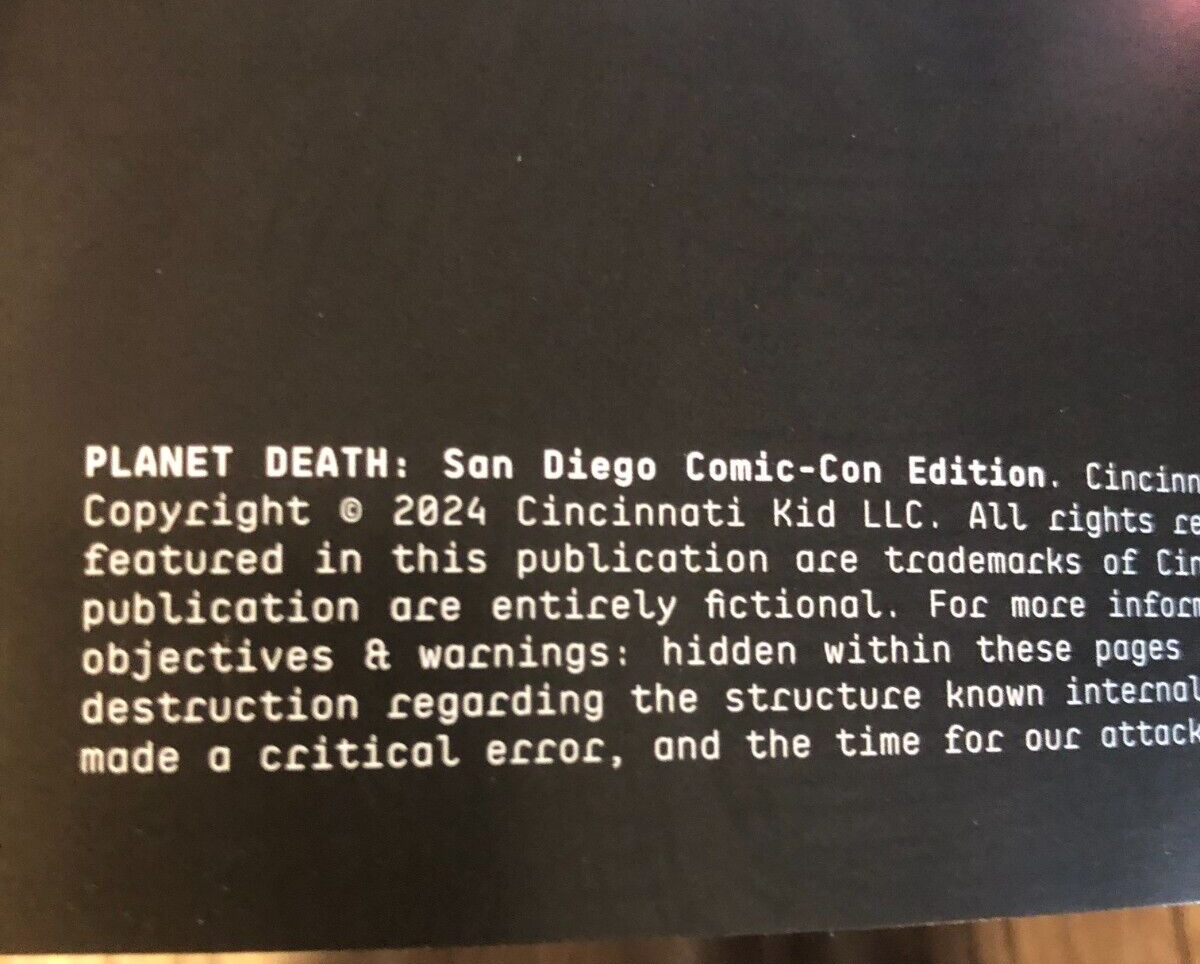 PLANET DEATH: San Diego Comic-Con Edition. Cincinn
Copyright © 2024 Cincinnati Kid LLC. All rights re
featured in this publication are trademarks of Cin
publication are entirely fictional. For more inform
objectives & warnings: hidden within these pages
destruction regarding the structure known internal
made a critical error, and the time for our attack